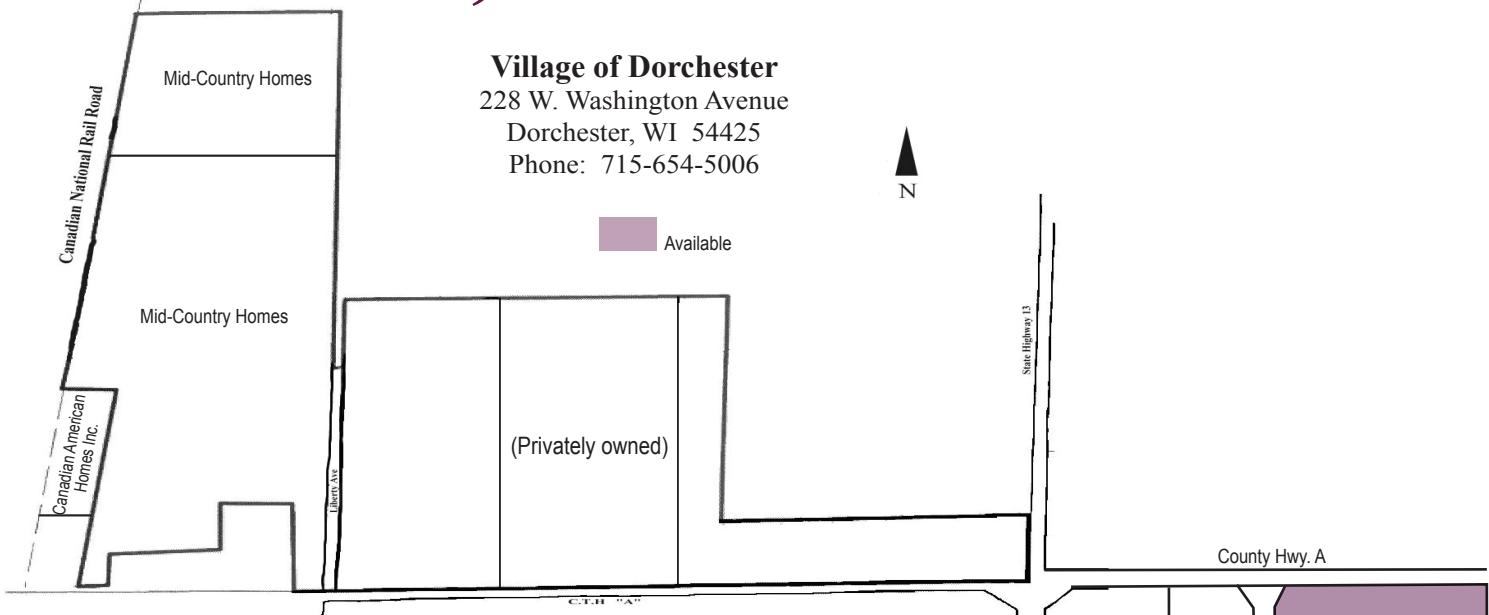 Mid-Country Homes
Village of Dorchester
228 W. Washington Avenue
Dorchester, WI 54425
Phone: 715-654-5006
N
Canadian National Rail Road
Available
Mid-Country Homes
State Highway 13
Canadian American
Homes Inc.
(Privately owned)
Liberty Ave
County Hwy. A
C.T.H "A"